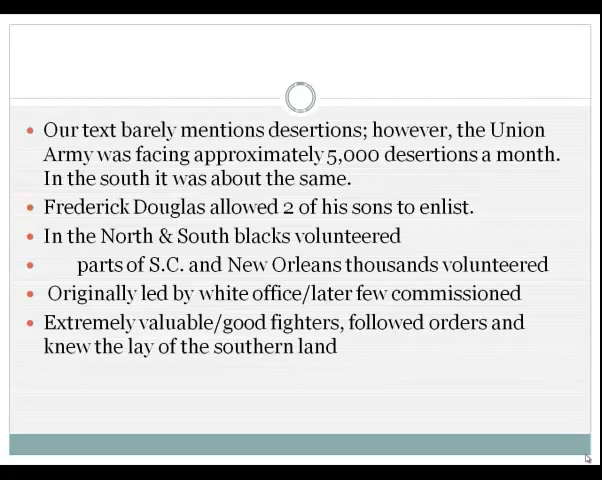 Our text barely mentions desertions; however, the Union
Army was facing approximately 5,000 desertions a month.
In the south it was about the same.
Frederick Douglas allowed 2 of his sons to enlist.
In the North & South blacks volunteered
parts of S.C. and New Orleans thousands volunteered
Originally led by white office/later few commissioned
Extremely valuable/good fighters, followed orders and
knew the lay of the southern land